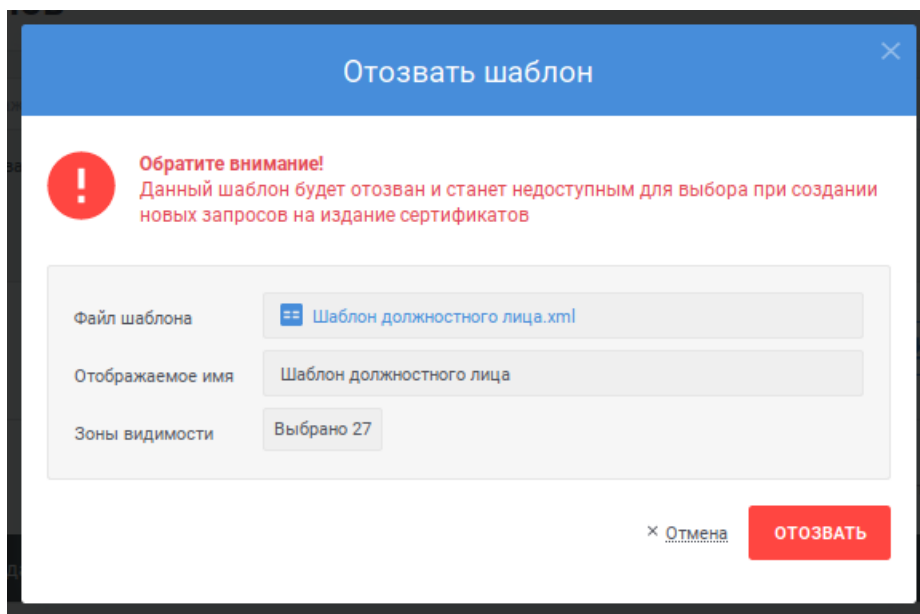 Отозвать шаблон
Обратите внимание!
Данный шаблон будет отозван и станет недоступным для выбора при создании
новых запросов на издание сертификатов
Файл шаблона
Шаблон должностного лица.xml
Отображаемое имя
Шаблон должностного лица
Зоны видимости
Выбрано 27
× Отмена
ОТОЗВАТЬ